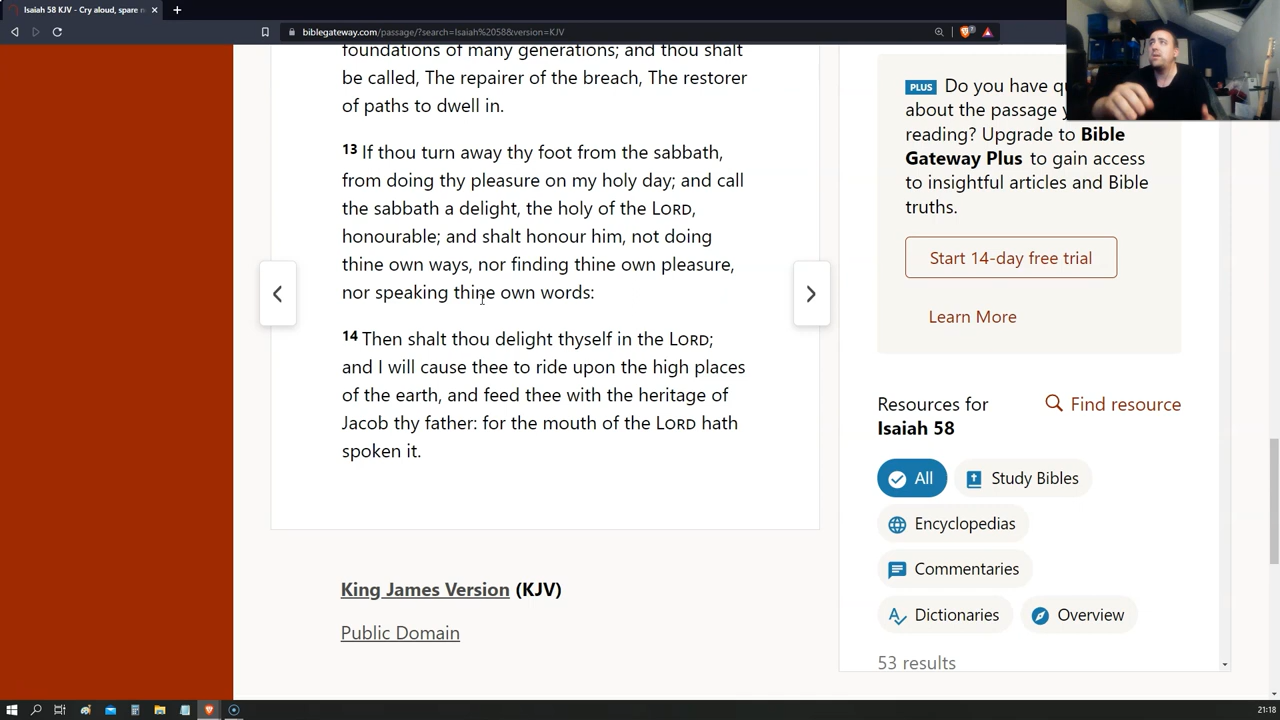 Isaiah 58 KJV - Cry aloud, spare n
biblegateway.com/passage/?search=Isaiah%2058&version=KJV
foundations of many generations; and thou shalt
be called, The repairer of the breach, The restorer
of paths to dwell in.
13 If thou turn away thy foot from the sabbath,
from doing thy pleasure on my holy day; and call
the sabbath a delight, the holy of the LORD,
honourable; and shalt honour him, not doing
thine own ways, nor finding thine own pleasure,
nor speaking thine own words:
14 Then shalt thou delight thyself in the LORD;
and I will cause thee to ride upon the high places
of the earth, and feed thee with the heritage of
Jacob thy father: for the mouth of the LORD hath
spoken it.
King James Version (KJV)
Public Domain
PLUS Do you have qu
about the passage y
reading? Upgrade to Bible
Gateway Plus to gain access
to insightful articles and Bible
truths.
Start 14-day free trial
Learn More
Resources for
Isaiah 58
Find resource
All
Study Bibles
Encyclopedias
Commentaries
Dictionaries
Overview
53 results
21:18